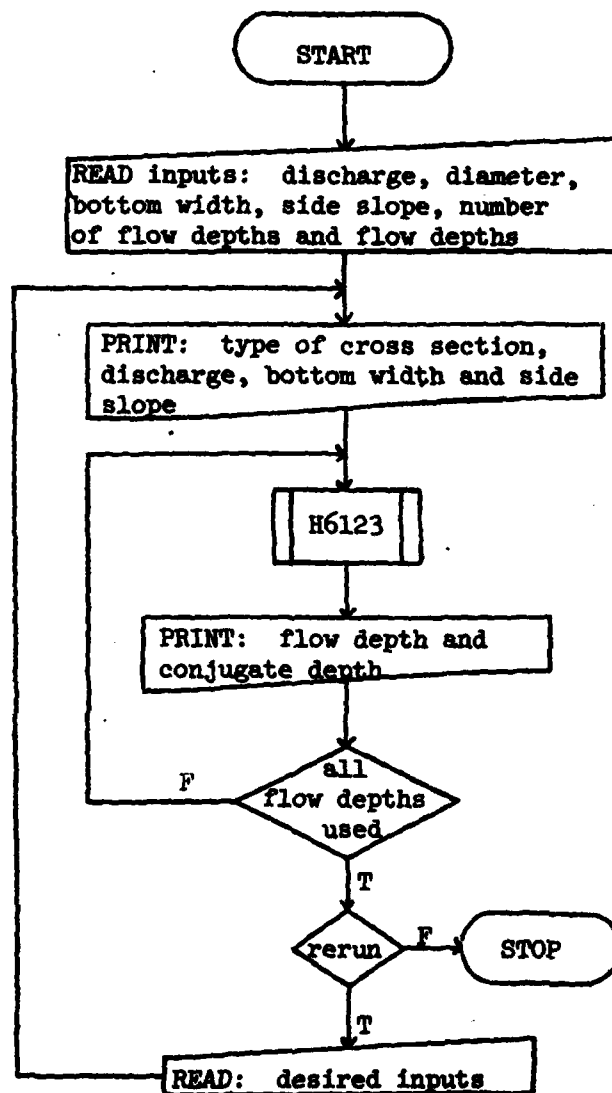 START
READ inputs: discharge, diameter,
bottom width, side slope, number
of flow depths and flow depths
PRINT: type of cross section,
discharge, bottom width and side
slope
H6123
PRINT: flow depth and
conjugate depth
all
flow depths
used
F
T
rerun
F
STOP
T
READ: desired inputs